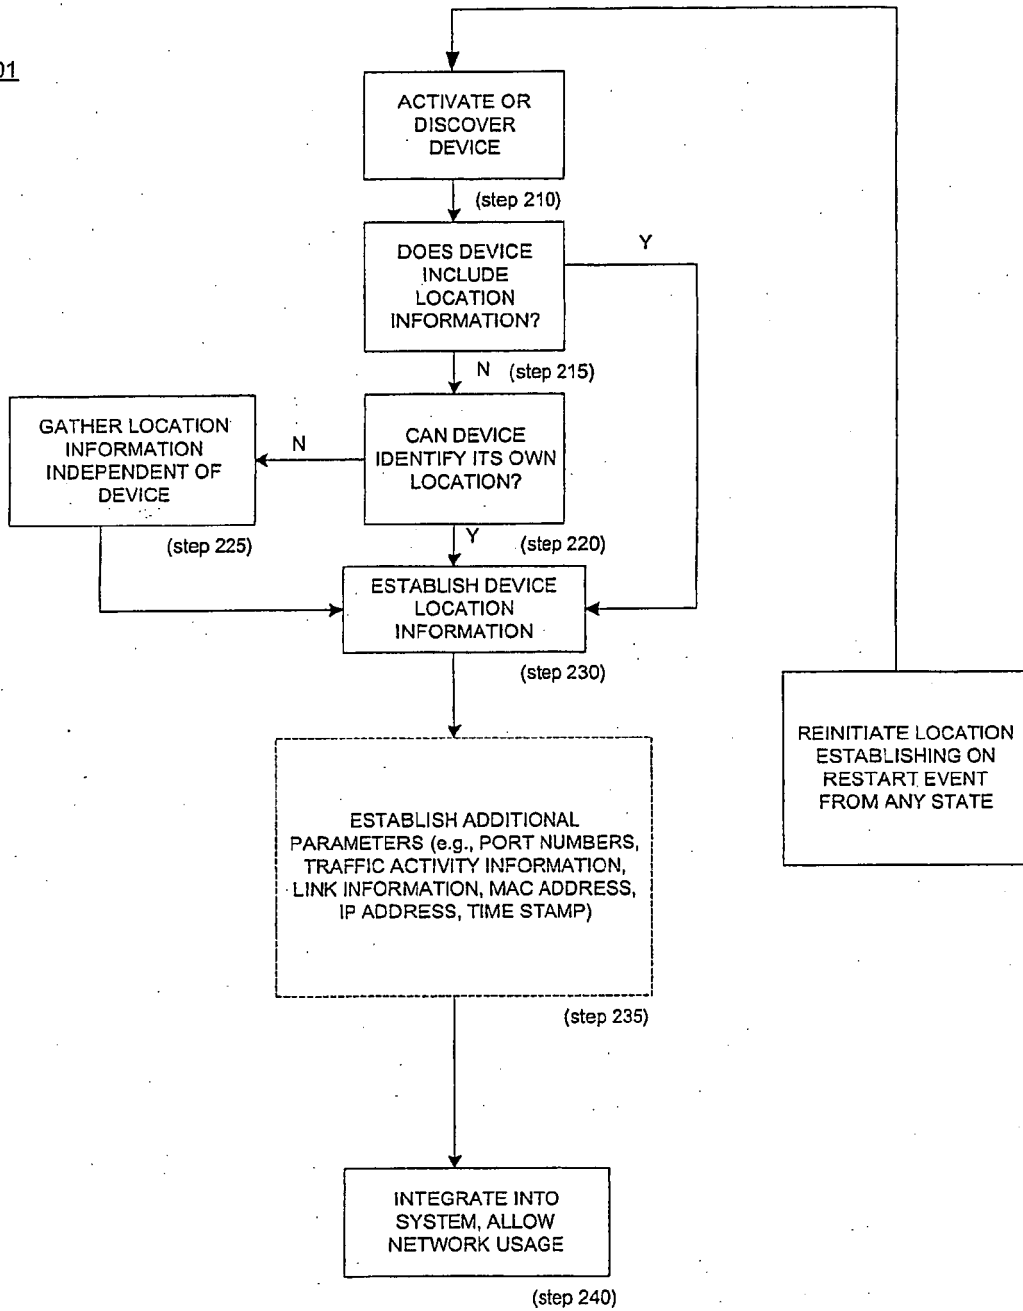 01
ACTIVATE OR
DISCOVER
DEVICE
(step 210)
DOES DEVICE
INCLUDE
LOCATION
INFORMATION?
Y
N
(step 215)
GATHER LOCATION
INFORMATION
INDEPENDENT OF
DEVICE
N
CAN DEVICE
IDENTIFY ITS OWN
LOCATION?
(step 225)
Y
(step 220)
ESTABLISH DEVICE
LOCATION
INFORMATION
(step 230)
REINITIATE LOCATION
ESTABLISHING ON
RESTART EVENT
FROM ANY STATE
ESTABLISH ADDITIONAL
PARAMETERS (e.g., PORT NUMBERS,
TRAFFIC ACTIVITY INFORMATION,
LINK INFORMATION, MAC ADDRESS,
IP ADDRESS, TIME STAMP)
(step 235)
INTEGRATE INTO
SYSTEM, ALLOW
NETWORK USAGE
(step 240)